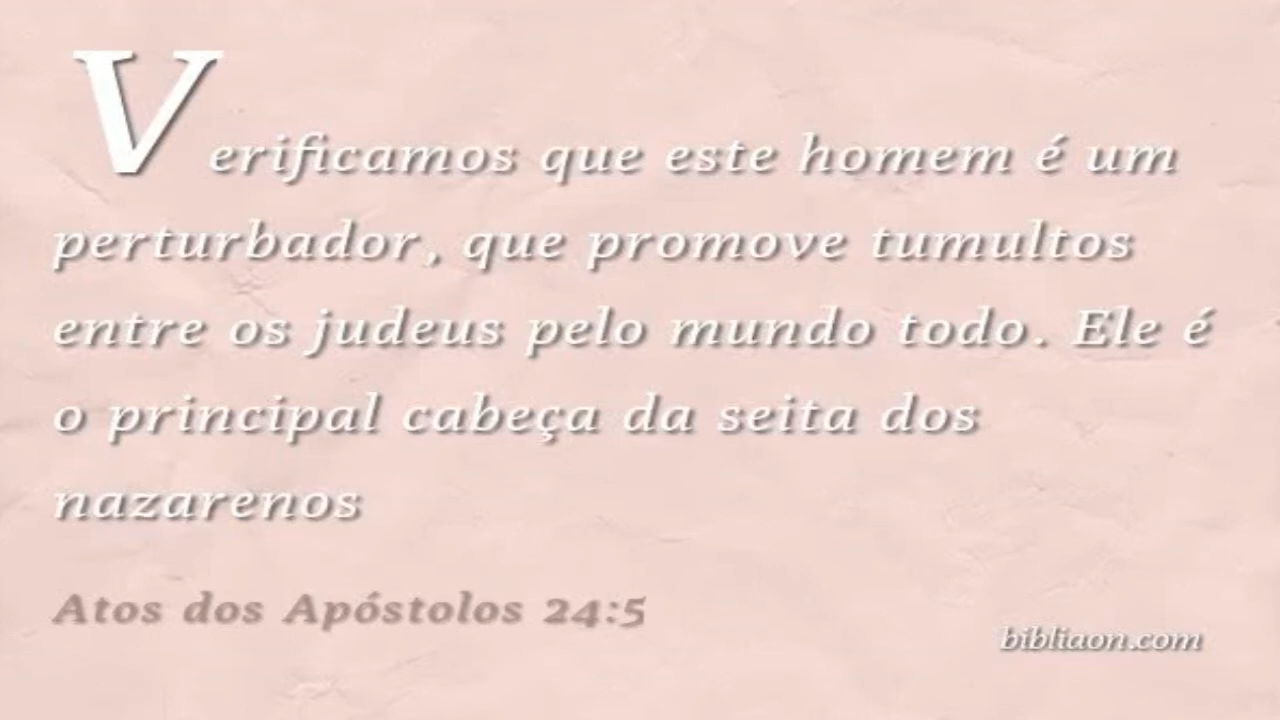 Verificamos que este homem é um
perturbador, que promove tumultos
entre os judeus pelo mundo todo. Ele é
o principal cabeça da seita dos
nazarenos
Atos dos Apóstolos 24:5
bibliaon.com